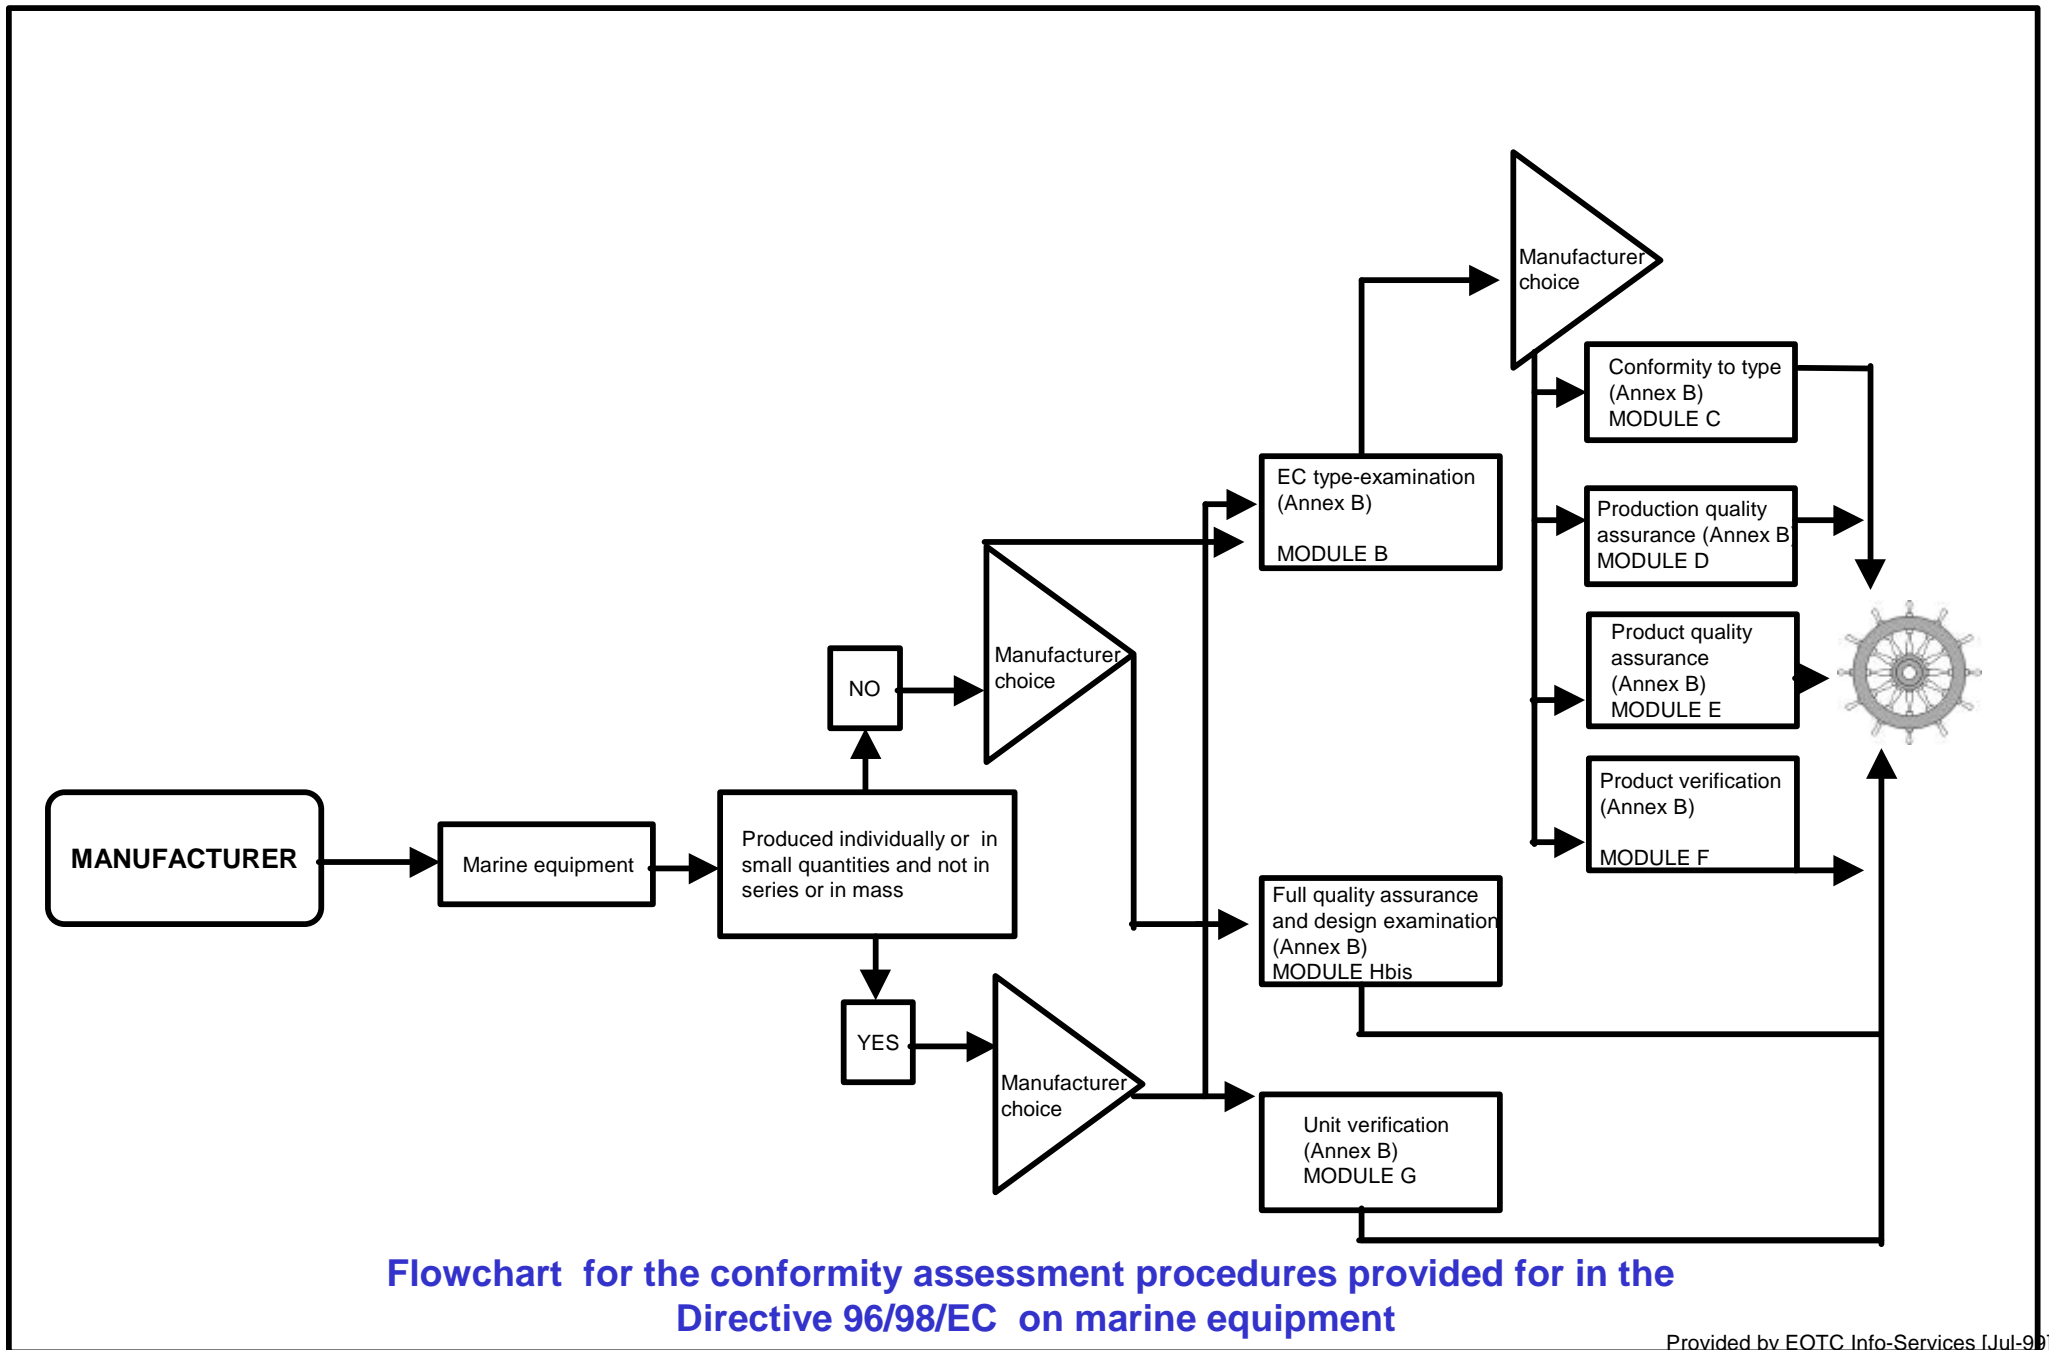 Manufacturer
choice
Conformity to type
(Annex B)
MODULE C
EC type-examination
(Annex B)
MODULE B
Production quality
assurance (Annex B)
MODULE D
Product quality
assurance
(Annex B)
MODULE E
Manufacturer
choice
NO
Product verification
(Annex B)
MODULE F
MANUFACTURER
Marine equipment
Produced individually or in
small quantities and not in
series or in mass
Full quality assurance
and design examination
(Annex B)
MODULE Hbis
YES
Manufacturer
choice
Unit verification
(Annex B)
MODULE G
Flowchart for the conformity assessment procedures provided for in the
Directive 96/98/EC on marine equipment
Provided by EOTC Info-Services [Jul-99]